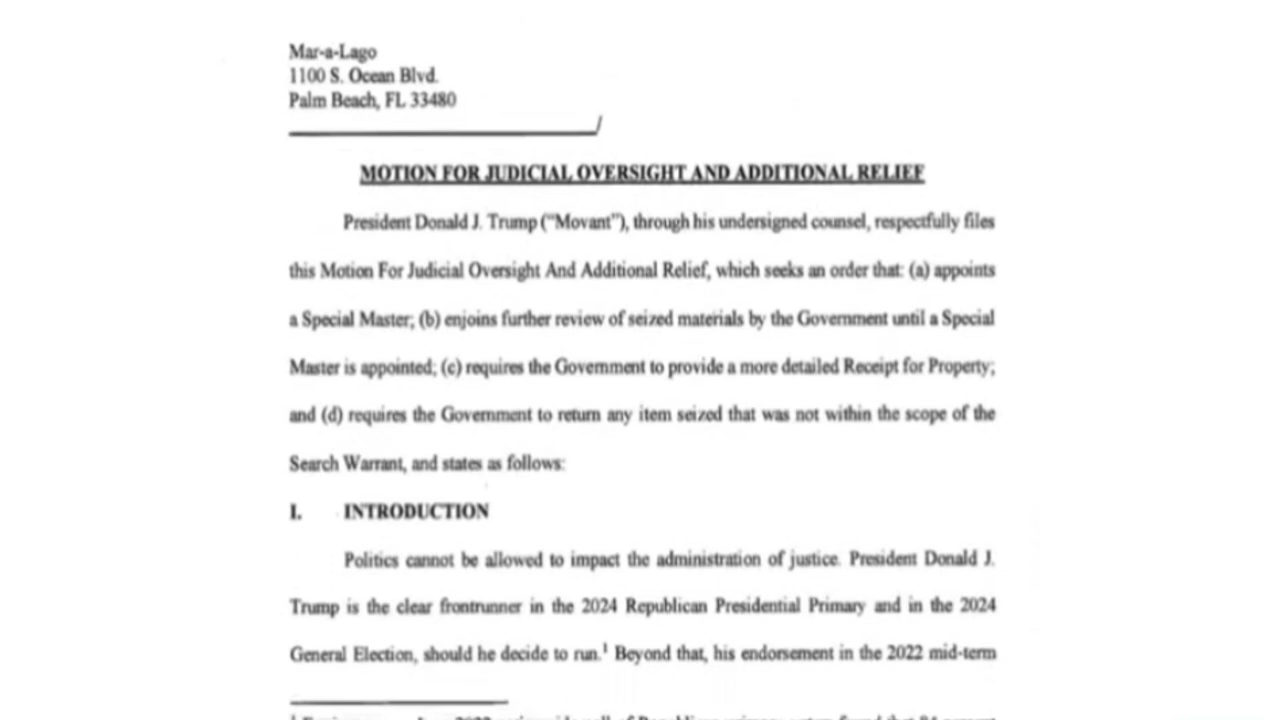 Mar-a-Lago
1100 S. Ocean Blvd.
Palm Beach, FL 33480
/
MOTION FOR JUDICIAL OVERSIGHT AND ADDITIONAL RELIEF
President Donald J. Trump (“Movant”), through his undersigned counsel, respectfully files
this Motion For Judicial Oversight And Additional Relief, which seeks an order that: (a) appoints
a Special Master; (b) enjoins further review of seized materials by the Government until a Special
Master is appointed; (c) requires the Government to provide a more detailed Receipt for Property;
and (d) requires the Government to return any item seized that was not within the scope of the
Search Warrant, and states as follows:
I. INTRODUCTION
Politics cannot be allowed to impact the administration of justice. President Donald J.
Trump is the clear frontrunner in the 2024 Republican Presidential Primary and in the 2024
General Election, should he decide to run.¹ Beyond that, his endorsement in the 2022 mid-term